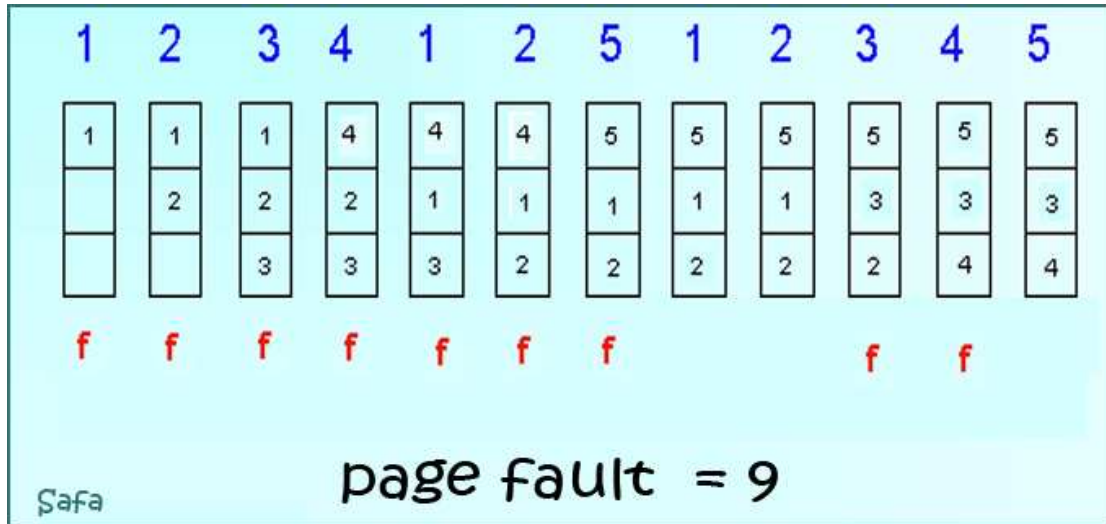 1 2 3 4 1 2 5 1 2 3 4 5
1 1 1 4 4 4 5 5 5 5 5 5
2 2 2 1 1 1 1 1 3 3 3
3 3 3 2 2 2 2 2 4 4
f f f f f f f f f
page fault = 9
Safa